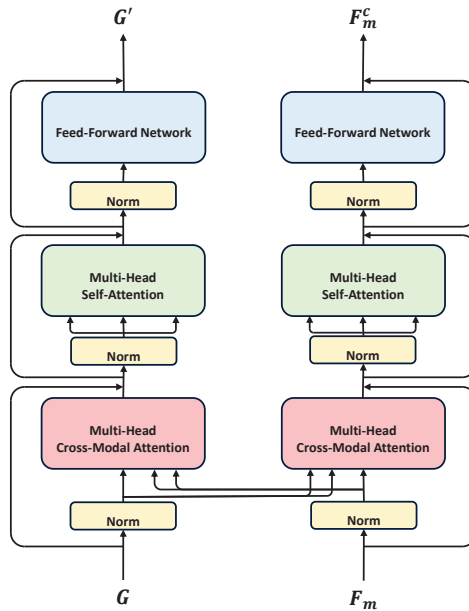 G′ F_m^c
Feed-Forward Network Feed-Forward Network
Norm Norm
Multi-Head Multi-Head
Self-Attention Self-Attention
Norm Norm
Multi-Head Multi-Head
Cross-Modal Attention Cross-Modal Attention
Norm Norm
G F_m